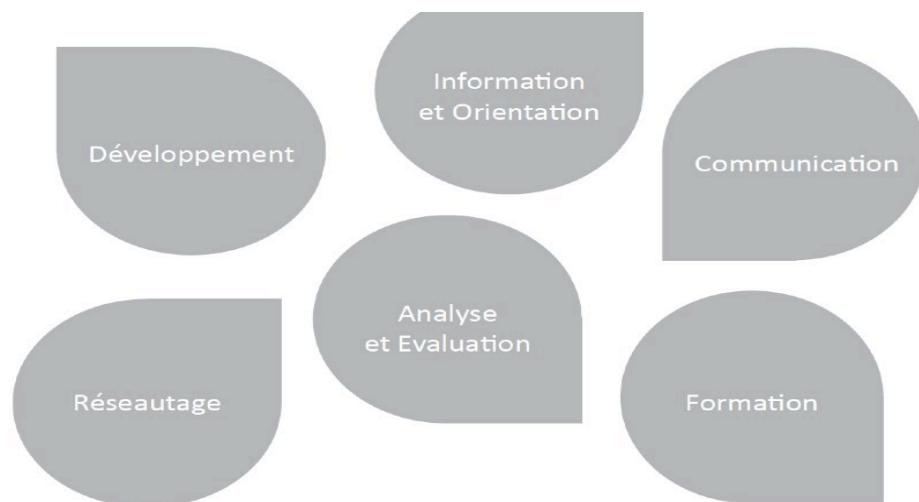 Développement
Information
et Orientation
Communication
Réseautage
Analyse
et Evaluation
Formation